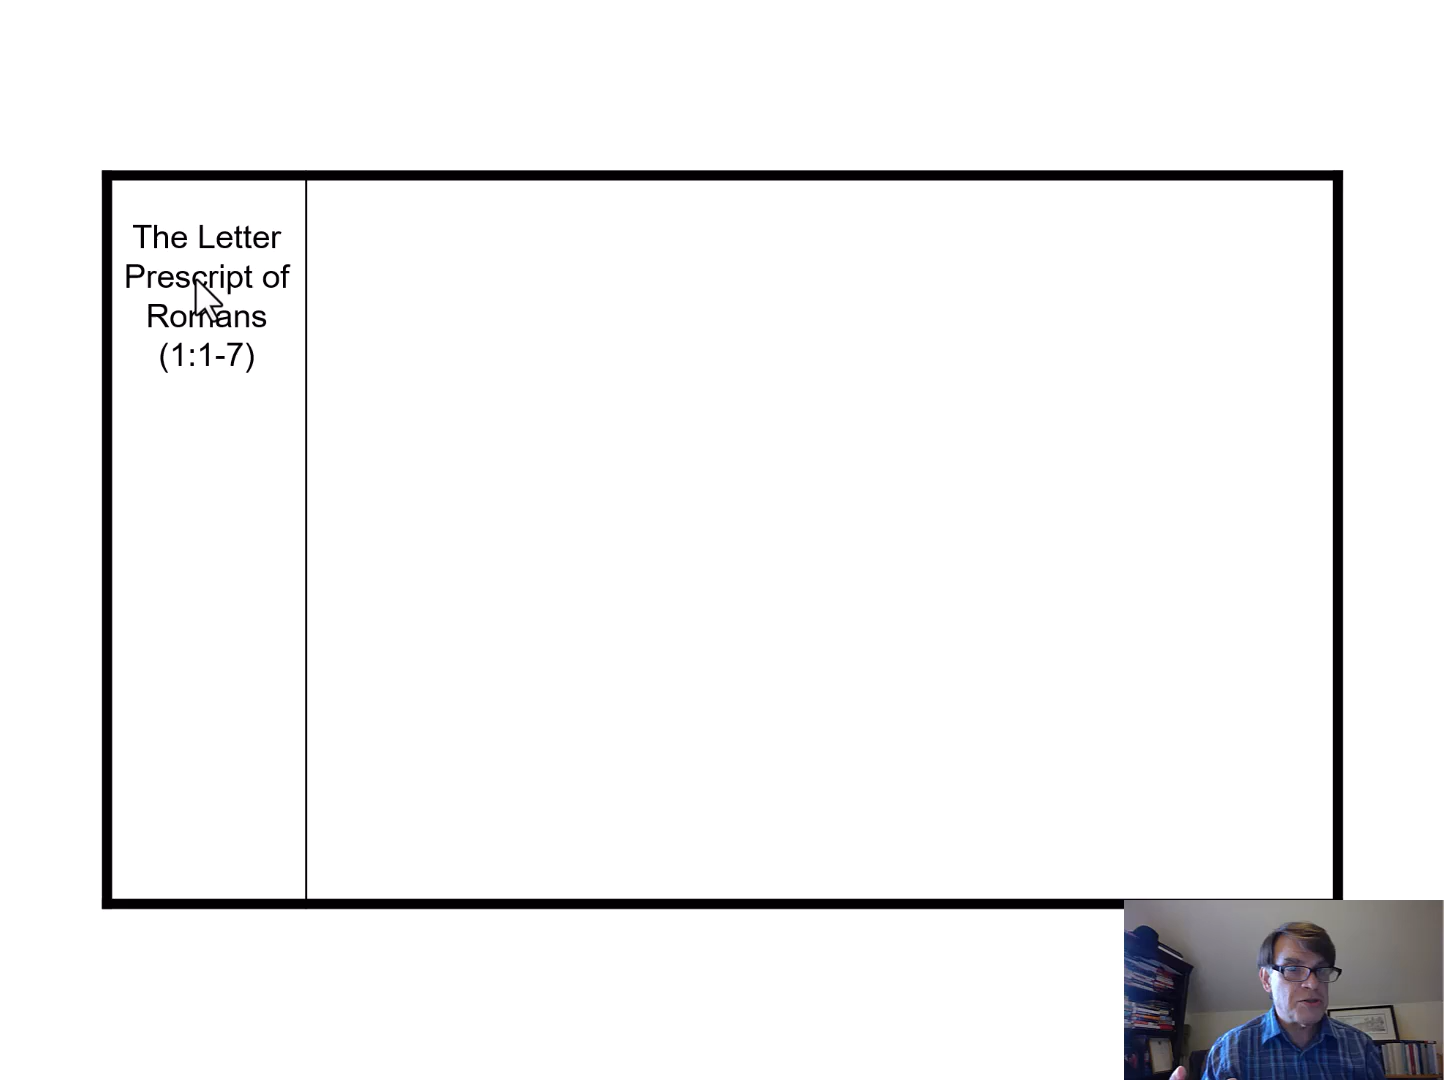 The Letter
Prescript of
Romans
(1:1-7)